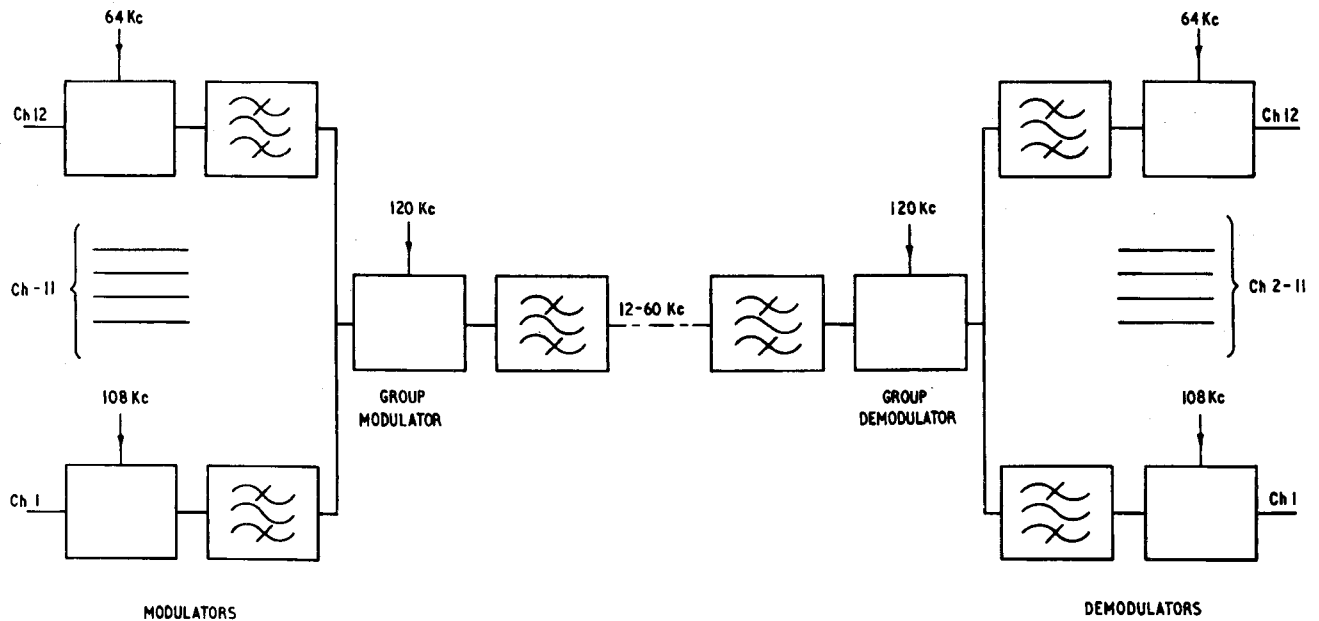 64 Kc
64 Kc
Ch 12
Ch 12
120 Kc
120 Kc
Ch - 11
12-60 Kc
Ch 2 - 11
108 Kc
GROUP
MODULATOR
GROUP
DEMODULATOR
108 Kc
Ch 1
Ch 1
MODULATORS
DEMODULATORS